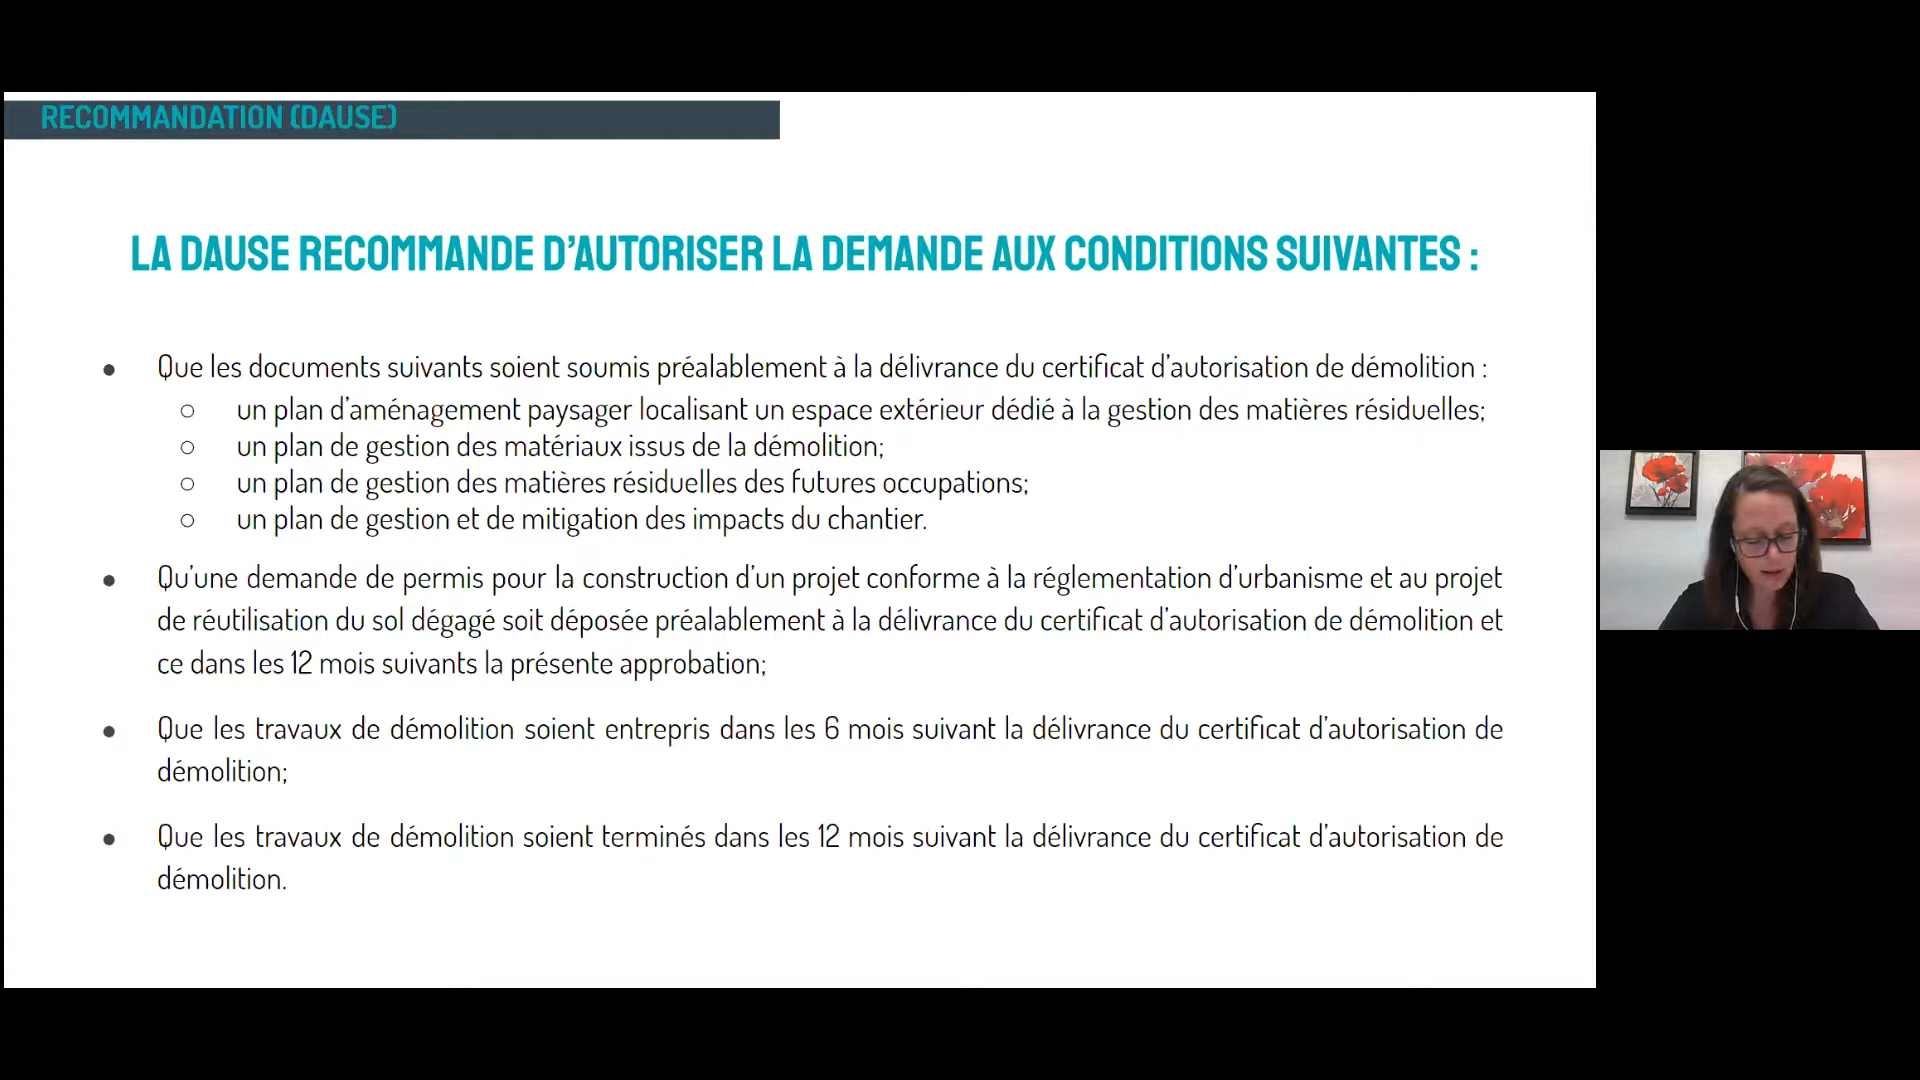 RECOMMANDATION (DAUSE)
LA DAUSE RECOMMANDE D’AUTORISER LA DEMANDE AUX CONDITIONS SUIVANTES :
● Que les documents suivants soient soumis préalablement à la délivrance du certificat d’autorisation de démolition :
○ un plan d’aménagement paysager localisant un espace extérieur dédié à la gestion des matières résiduelles;
○ un plan de gestion des matériaux issus de la démolition;
○ un plan de gestion des matières résiduelles des futures occupations;
○ un plan de gestion et de mitigation des impacts du chantier.
● Qu’une demande de permis pour la construction d’un projet conforme à la réglementation d’urbanisme et au projet
de réutilisation du sol dégagé soit déposée préalablement à la délivrance du certificat d’autorisation de démolition et
ce dans les 12 mois suivants la présente approbation;
● Que les travaux de démolition soient entrepris dans les 6 mois suivant la délivrance du certificat d’autorisation de
démolition;
● Que les travaux de démolition soient terminés dans les 12 mois suivant la délivrance du certificat d’autorisation de
démolition.